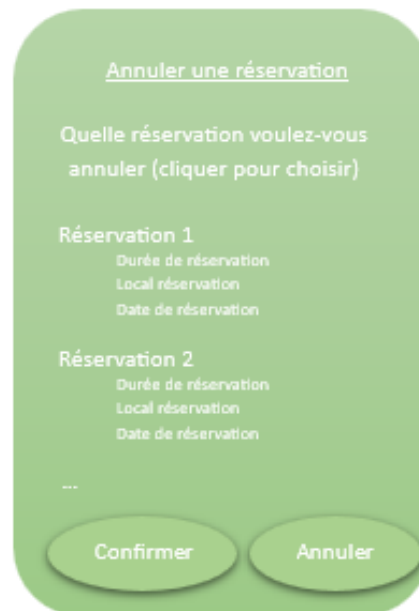 Annuler une réservation
Quelle réservation voulez-vous
annuler (cliquer pour choisir)
Réservation 1
Durée de réservation
Local réservation
Date de réservation
Réservation 2
Durée de réservation
Local réservation
Date de réservation
...
Confirmer
Annuler